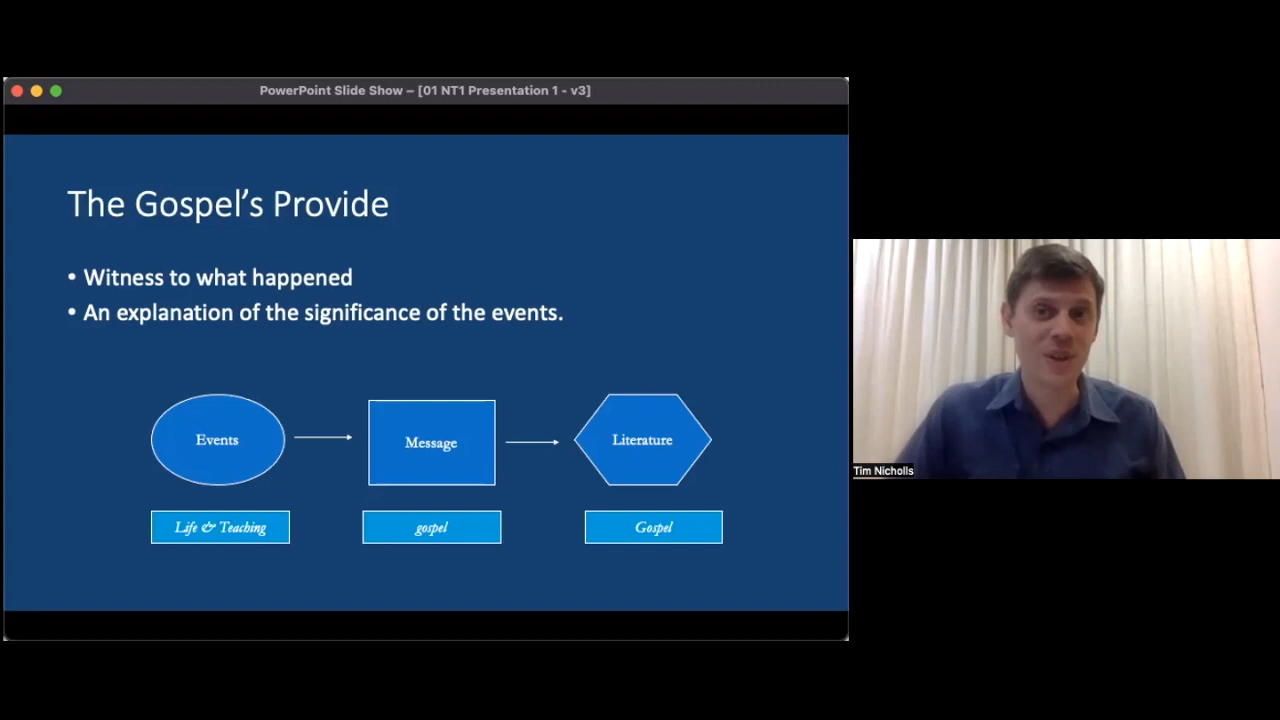 PowerPoint Slide Show – [01 NT1 Presentation 1 - v3]
The Gospel’s Provide
• Witness to what happened
• An explanation of the significance of the events.
Events
Message
Literature
Life & Teaching
gospel
Gospel
Tim Nicholls